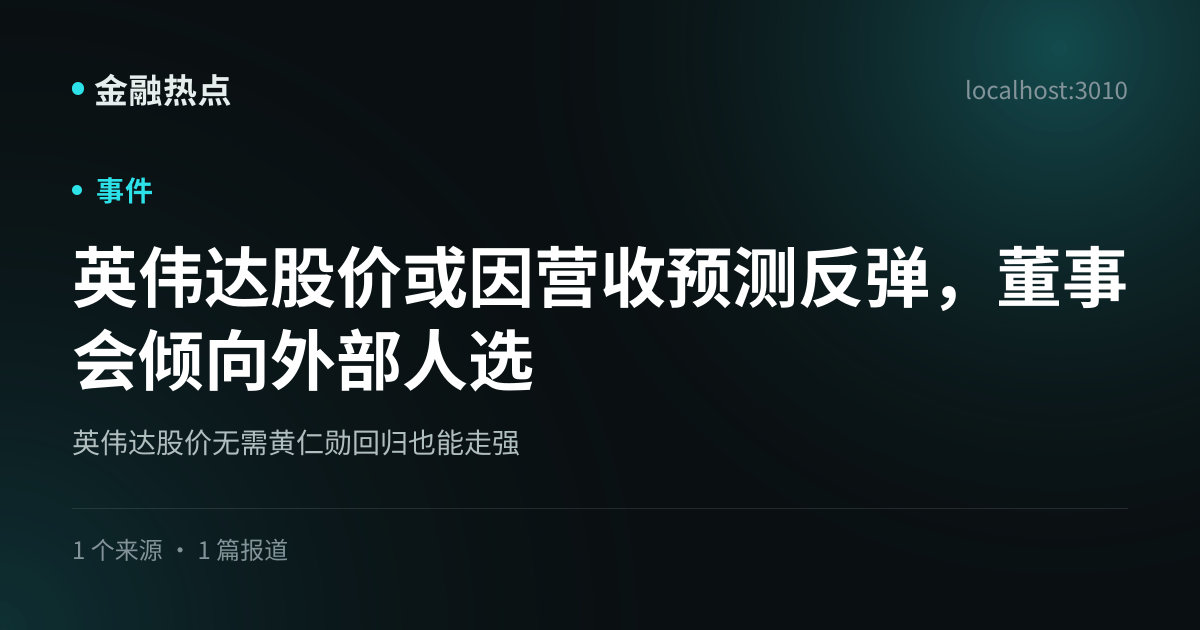 金融热点
localhost:3010
事件
英伟达股价或因营收预测反弹，董事
会倾向外部人选
英伟达股价无需黄仁勋回归也能走强
1 个来源 · 1 篇报道